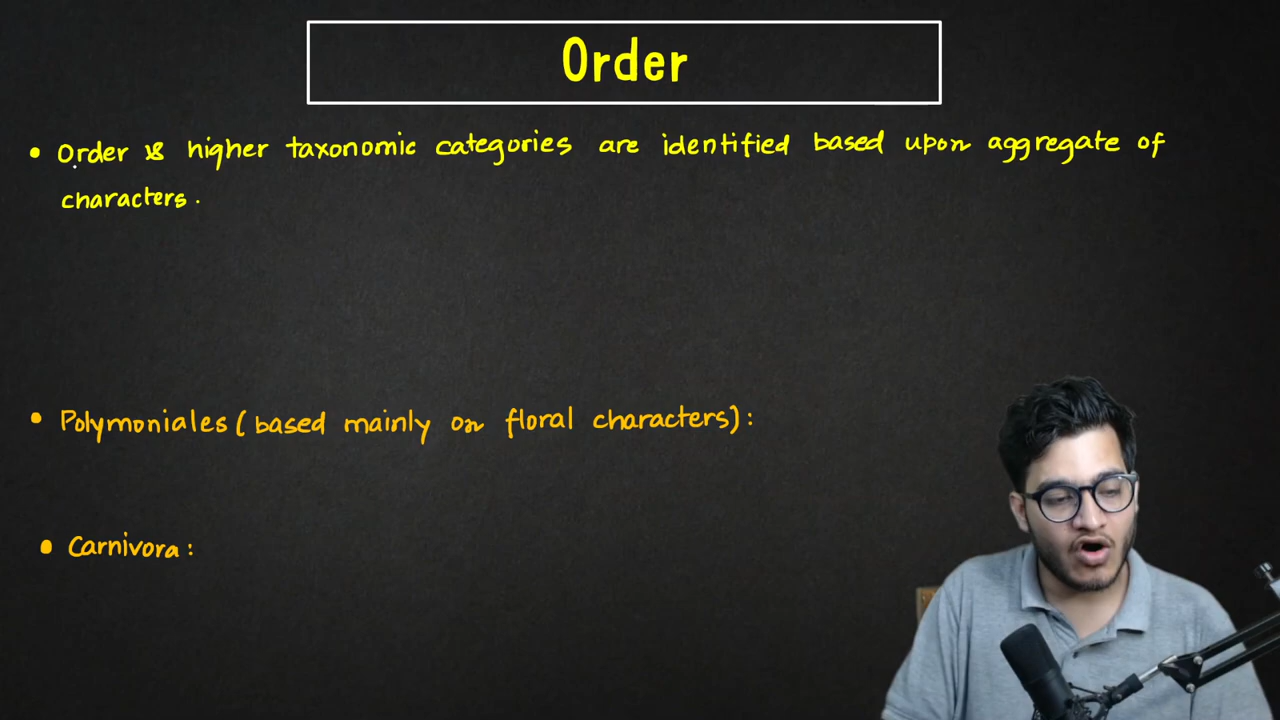 Order
• Order & higher taxonomic categories are identified based upon aggregate of
characters.
• Polymoniales (based mainly on floral characters):
• Carnivora: